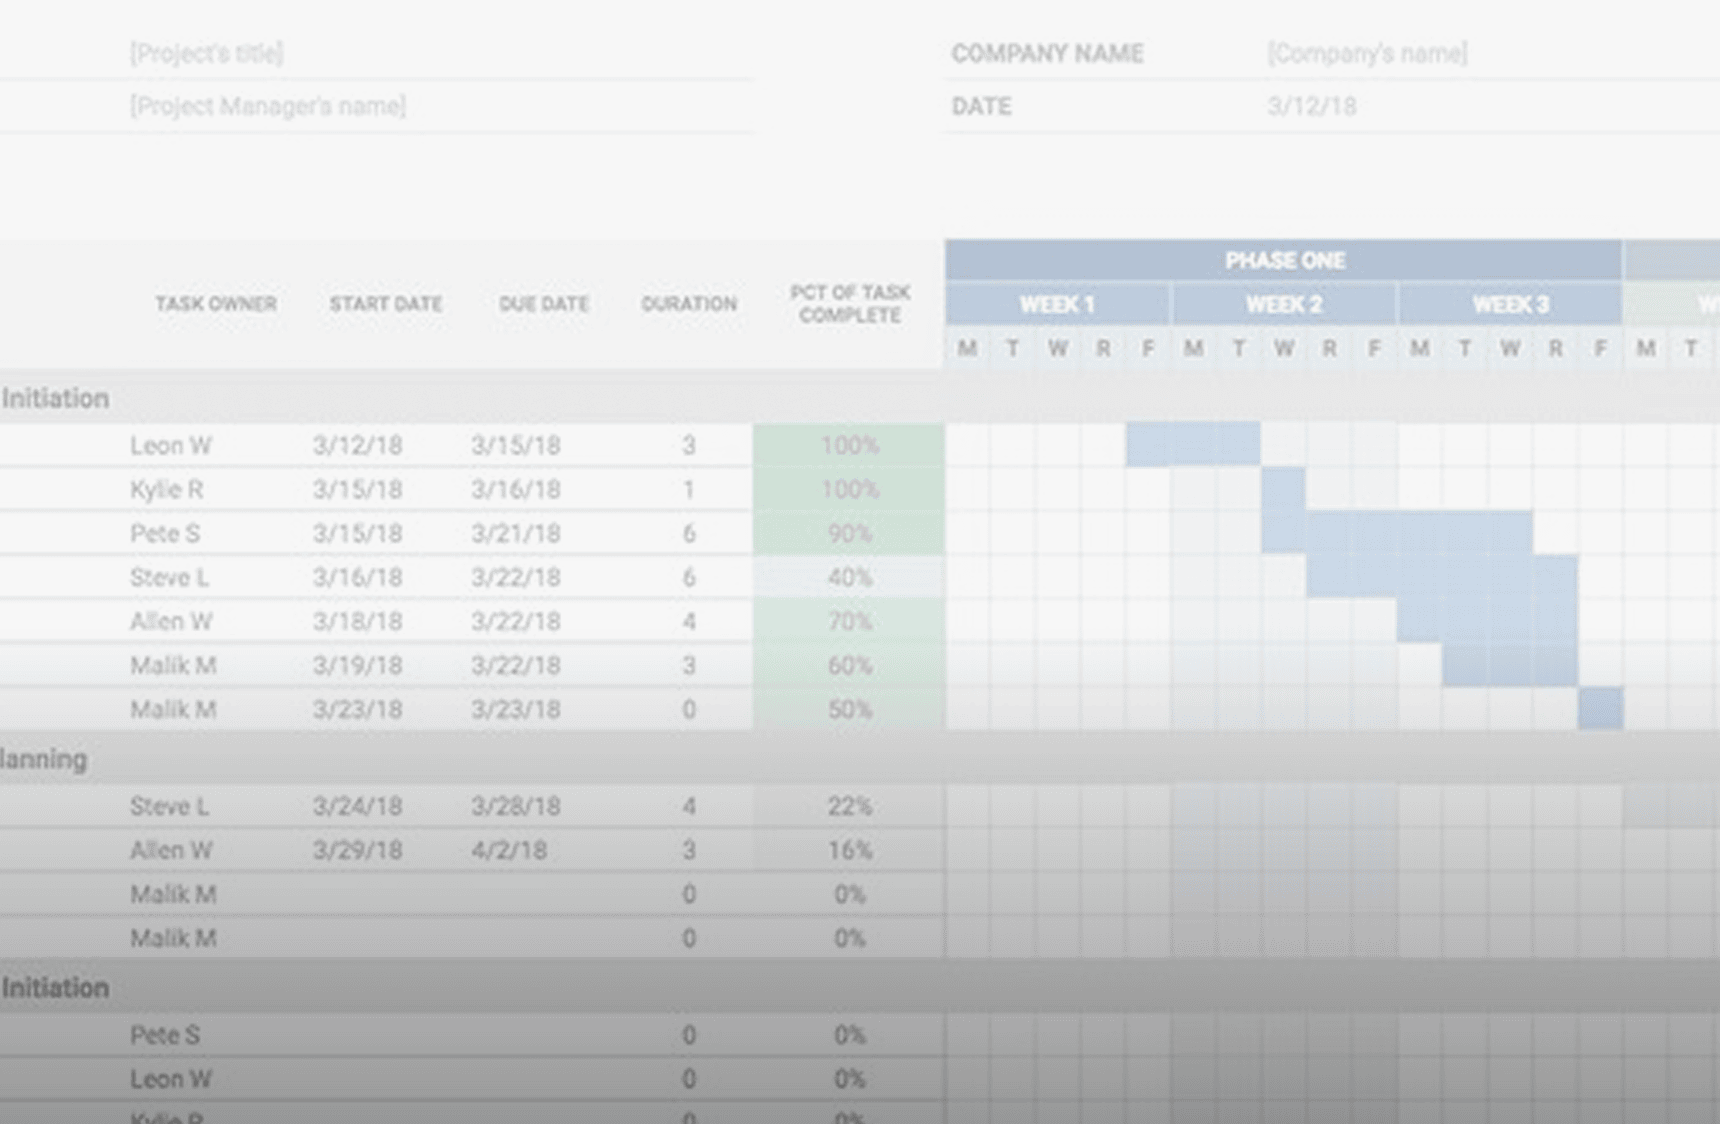 [Project's title] COMPANY NAME [Company's name]
[Project Manager's name] DATE 3/12/18
PHASE ONE
TASK OWNER START DATE DUE DATE DURATION PCT OF TASK COMPLETE
WEEK 1 WEEK 2 WEEK 3
M T W R F M T W R F M T W R F M T
Initiation
Leon W 3/12/18 3/15/18 3 100%
Kylie R 3/15/18 3/16/18 1 100%
Pete S 3/15/18 3/21/18 6 90%
Steve L 3/16/18 3/22/18 6 40%
Allen W 3/18/18 3/22/18 4 70%
Malik M 3/19/18 3/22/18 3 60%
Malik M 3/23/18 3/23/18 0 50%
lanning
Steve L 3/24/18 3/28/18 4 22%
Allen W 3/29/18 4/2/18 3 16%
Malik M 0 0%
Malik M 0 0%
Initiation
Pete S 0 0%
Leon W 0 0%
Kylie R 0 0%